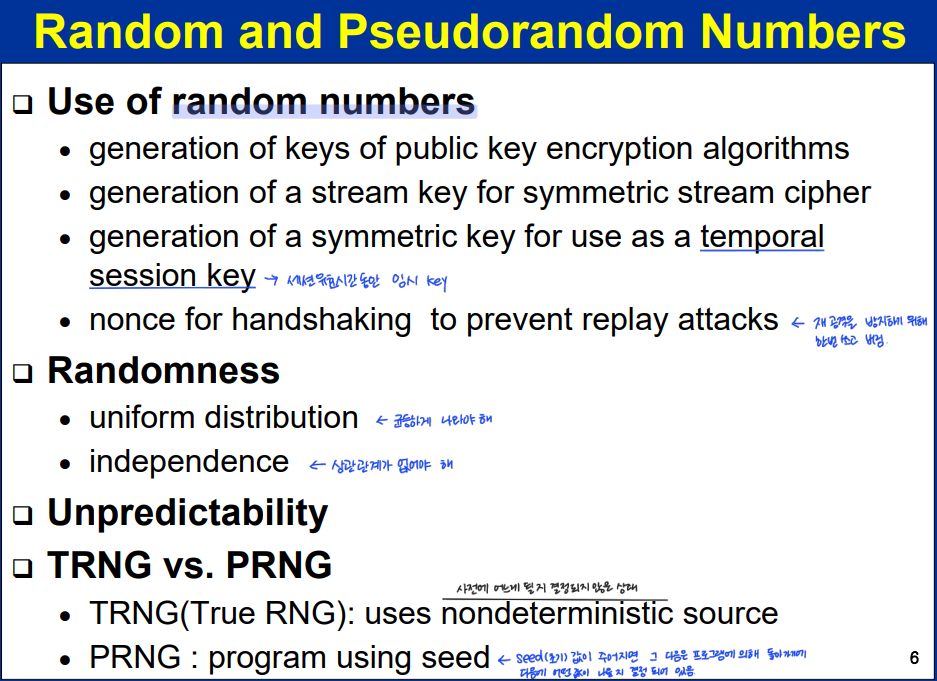 Random and Pseudorandom Numbers
❑ Use of random numbers
• generation of keys of public key encryption algorithms
• generation of a stream key for symmetric stream cipher
• generation of a symmetric key for use as a temporal
session key → 세션유효시간동안 임시 key
• nonce for handshaking to prevent replay attacks ← 재 공격을 방지하기 위해
한번 쓰고 버림.
❑ Randomness
• uniform distribution ← 균등하게 나와야 해
• independence ← 상관관계가 없어야 해
❑ Unpredictability
❑ TRNG vs. PRNG
사전에 어떻게 될 지 결정되지 않은 상태
• TRNG(True RNG): uses nondeterministic source
• PRNG : program using seed ← seed(초기) 값이 주어지면 그 다음은 프로그램에 의해
다음에 어떤 값이 나올 지 결정 되어 있음
6